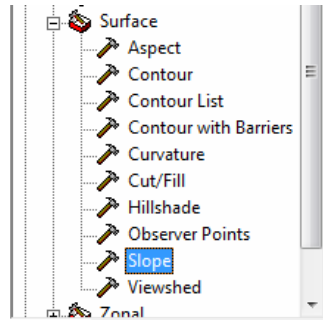 Surface
Aspect
Contour
Contour List
Contour with Barriers
Curvature
Cut/Fill
Hillshade
Observer Points
Slope
Viewshed
Zonal